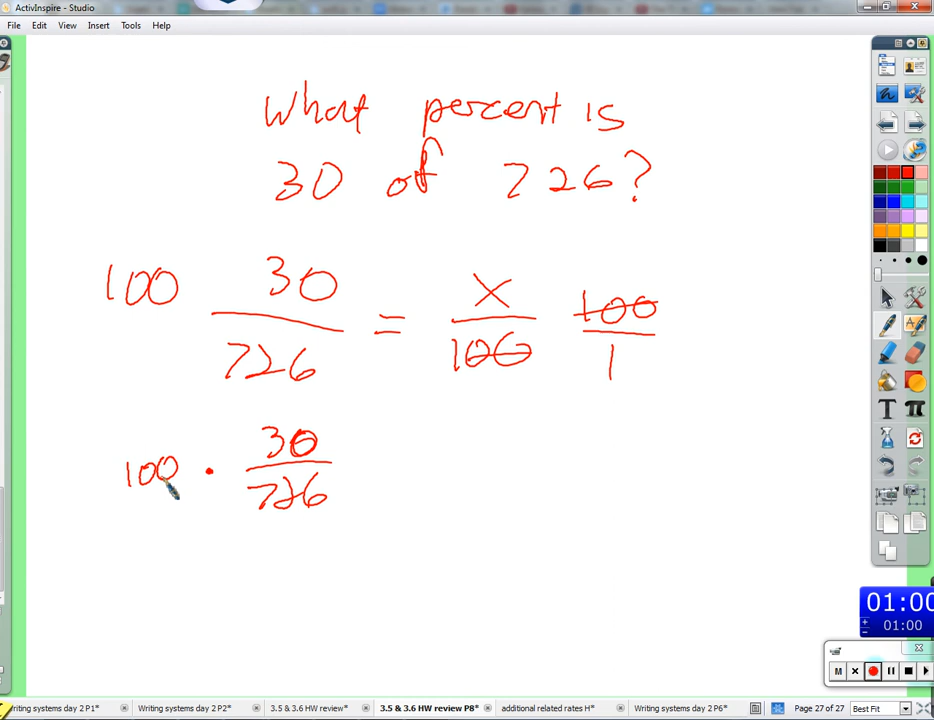 ActivInspire - Studio
File Edit View Insert Tools Help
What percent is
30 of 726?
100 30/726 = x/100 100/1
100 · 30/726
01:00
01:00
M
riting systems day 2 P1* Writing systems day 2 P2* 3.5 & 3.6 HW review* 3.5 & 3.6 HW review P8* additional related rates H* Writing systems day 2 P6* Page 27 of 27 Best Fit